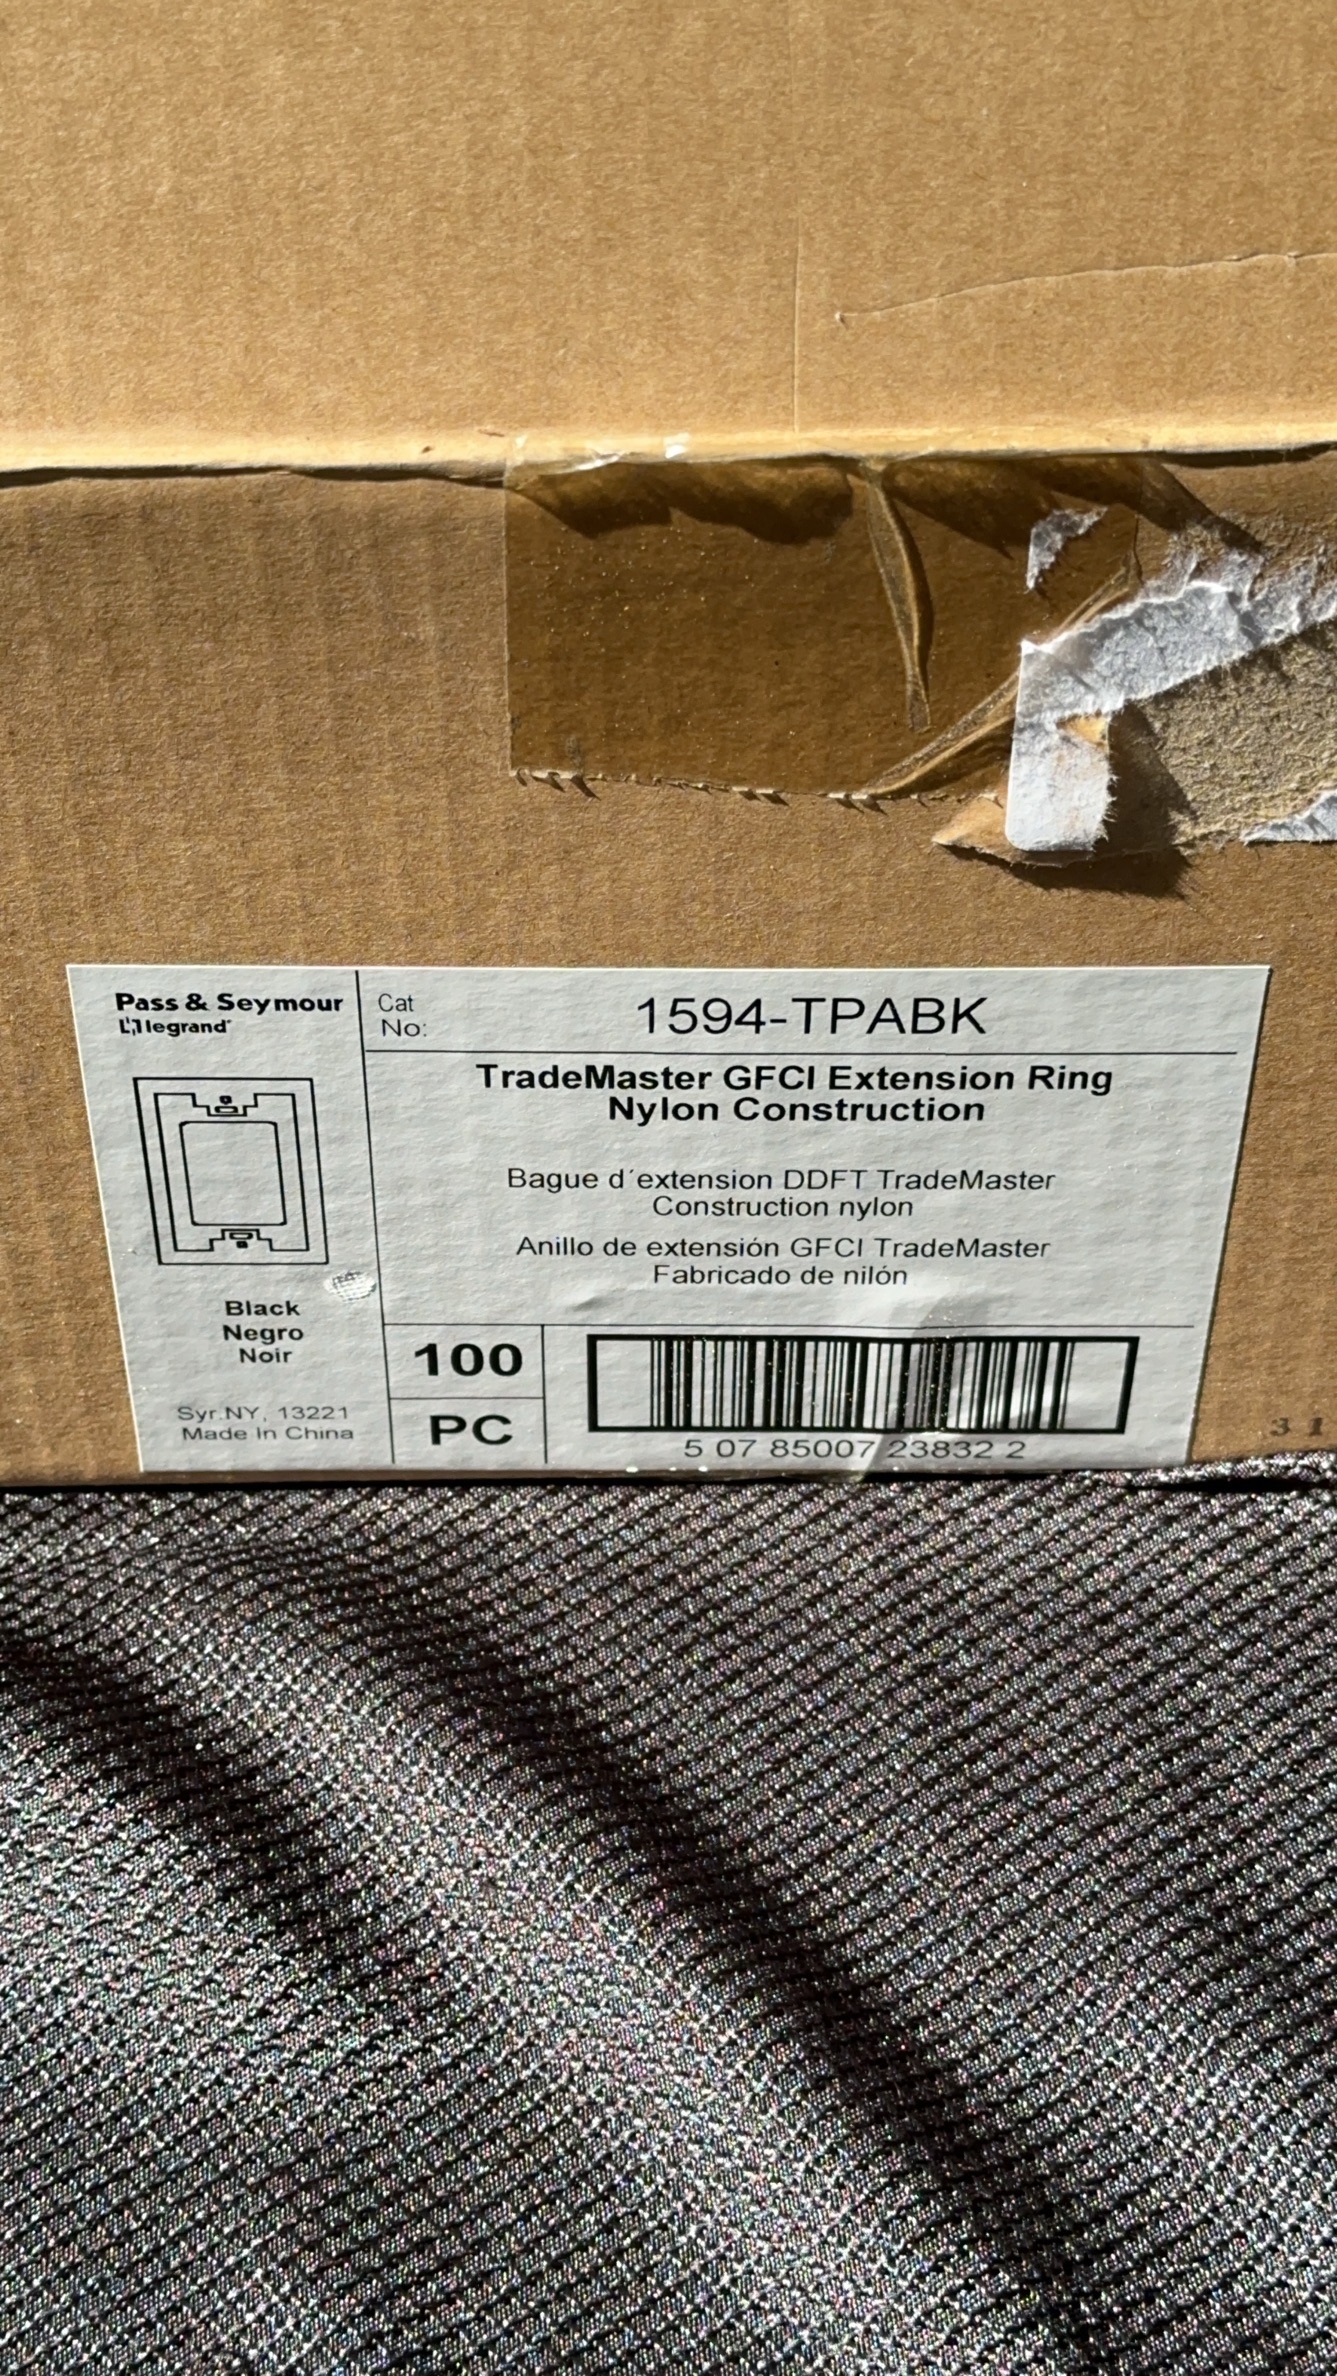 Pass & Seymour
legrand
Cat
No:
1594-TPABK
TradeMaster GFCI Extension Ring
Nylon Construction
Bague d´extension DDFT TradeMaster
Construction nylon
Anillo de extensión GFCI TradeMaster
Fabricado de nilón
Black
Negro
Noir
Syr.NY, 13221
Made In China
100
PC
5 07 85007 23832 2
3 1